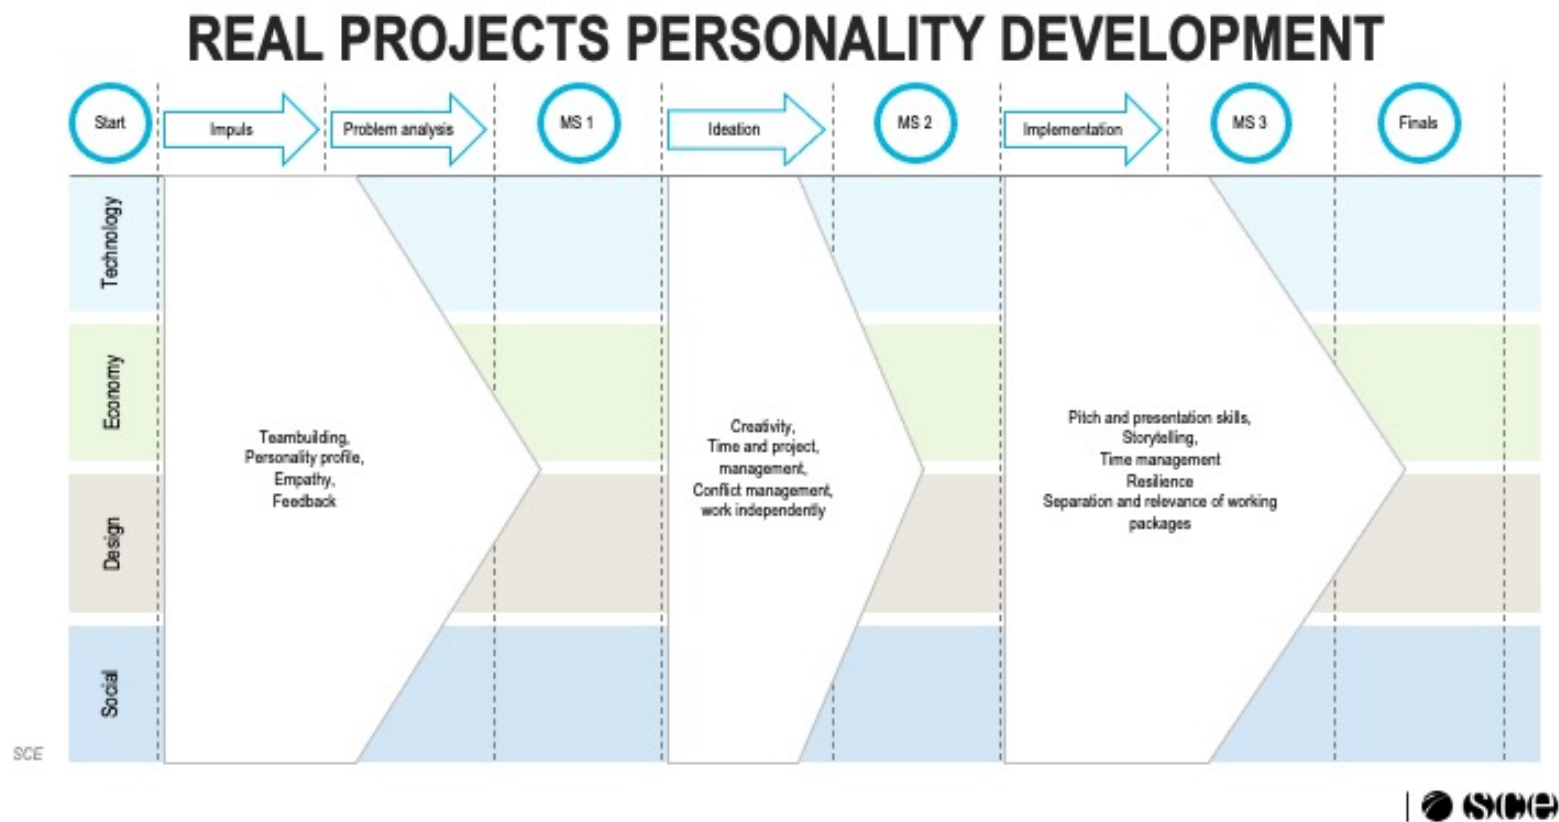 REAL PROJECTS PERSONALITY DEVELOPMENT
Start
Impuls
Problem analysis
MS 1
Ideation
MS 2
Implementation
MS 3
Finals
Technology
Economy
Design
Social
Teambuilding,
Personality profile,
Empathy,
Feedback
Creativity,
Time and project,
management,
Conflict management,
work independently
Pitch and presentation skills,
Storytelling,
Time management
Resilience
Separation and relevance of working
packages
SCE
sce